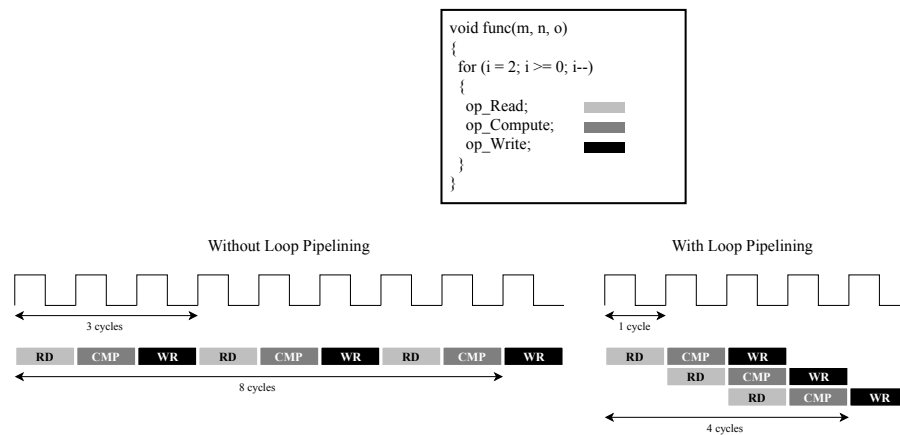 void func(m, n, o)
{
for (i = 2; i >= 0; i--)
{
op_Read;
op_Compute;
op_Write;
}
}
Without Loop Pipelining
With Loop Pipelining
3 cycles
1 cycle
RD CMP WR RD CMP WR RD CMP WR
8 cycles
RD CMP WR
RD CMP WR
RD CMP WR
4 cycles